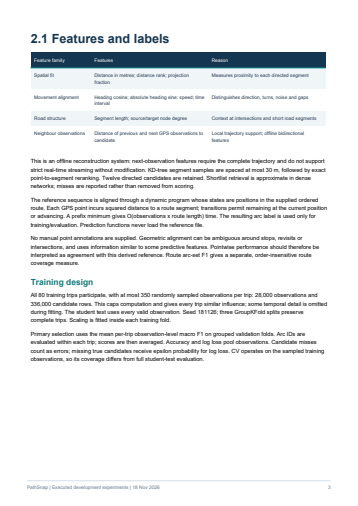 2.1 Features and labels
Feature family Features Reason
Spatial fit Distance in metres; distance rank; projection fraction Measures proximity to each directed segment
Movement alignment Heading cosine; absolute heading sine; speed; time interval Distinguishes direction, turns, noise and gaps
Road structure Segment length; source/target node degree Context at intersections and short road segments
Neighbour observations Distance of previous and next GPS observations to candidate Local trajectory support; offline bidirectional features
This is an offline reconstruction system: next-observation features require the complete trajectory and do not support
strict real-time streaming without modification. KD-tree segment samples are spaced at most 30 m, followed by exact
point-to-segment reranking. Twelve directed candidates are retained. Shortlist retrieval is approximate in dense
networks; misses are reported rather than removed from scoring.
The reference sequence is aligned through a dynamic program whose states are positions in the supplied ordered
route. Each GPS point incurs squared distance to a route segment; transitions permit remaining at the current position
or advancing. A prefix minimum gives O(observations x route length) time. The resulting arc label is used only for
training/evaluation. Prediction functions never load the reference file.
No manual point annotations are supplied. Geometric alignment can be ambiguous around stops, revisits or
intersections, and uses information similar to some predictive features. Pointwise performance should therefore be
interpreted as agreement with this derived reference. Route arc-set F1 gives a separate, order-insensitive route
coverage measure.
Training design
All 80 training trips participate, with at most 350 randomly sampled observations per trip: 28,000 observations and
336,000 candidate rows. This caps computation and gives every trip similar influence; some temporal detail is omitted
during fitting. The student test uses every valid observation. Seed 181126; three GroupKFold splits preserve
complete trips. Scaling is fitted inside each training fold.
Primary selection uses the mean per-trip observation-level macro F1 on grouped validation folds. Arc IDs are
evaluated within each trip; scores are then averaged. Accuracy and log loss pool observations. Candidate misses
count as errors; missing true candidates receive epsilon probability for log loss. CV operates on the sampled training
observations, so its coverage differs from full student-test evaluation.
PathSnap | Executed development experiments | 18 Nov 2026 3